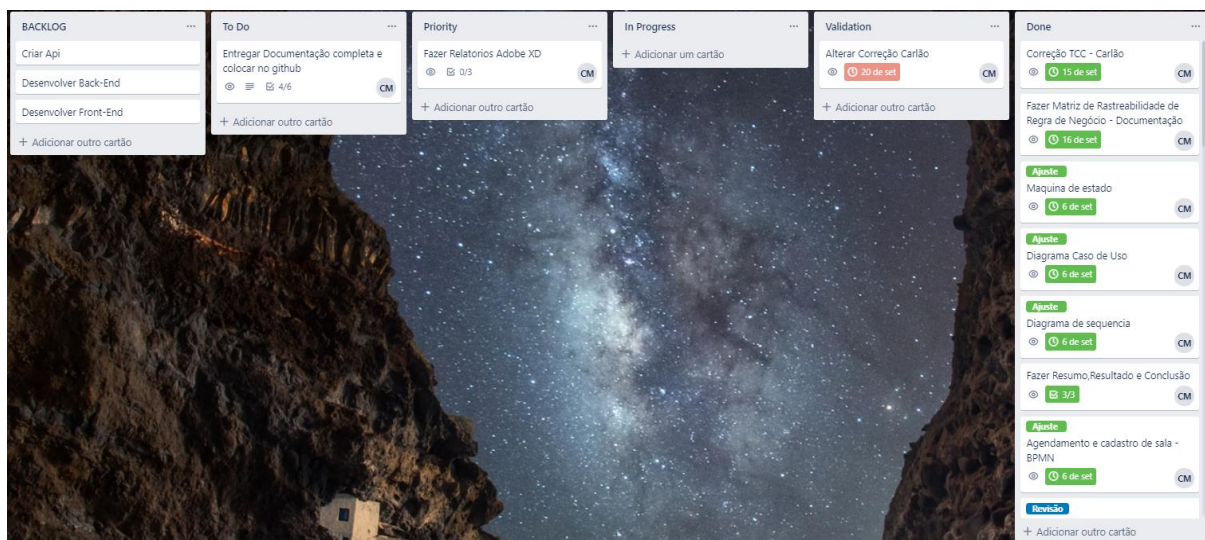 BACKLOG
Criar Api
Desenvolver Back-End
Desenvolver Front-End
+ Adicionar outro cartão
To Do
Entregar Documentação completa e
colocar no github
4/6
CM
+ Adicionar outro cartão
Priority
Fazer Relatorios Adobe XD
0/3
CM
+ Adicionar outro cartão
In Progress
+ Adicionar um cartão
Validation
Alterar Correção Carlão
20 de set
CM
+ Adicionar outro cartão
Done
Correção TCC - Carlão
15 de set
CM
Fazer Matriz de Rastreabilidade de
Regra de Negócio - Documentação
16 de set
CM
Ajuste
Maquina de estado
6 de set
CM
Ajuste
Diagrama Caso de Uso
6 de set
CM
Ajuste
Diagrama de sequencia
6 de set
CM
Fazer Resumo,Resultado e Conclusão
3/3
CM
Ajuste
Agendamento e cadastro de sala -
BPMN
6 de set
CM
Revisão
+ Adicionar outro cartão